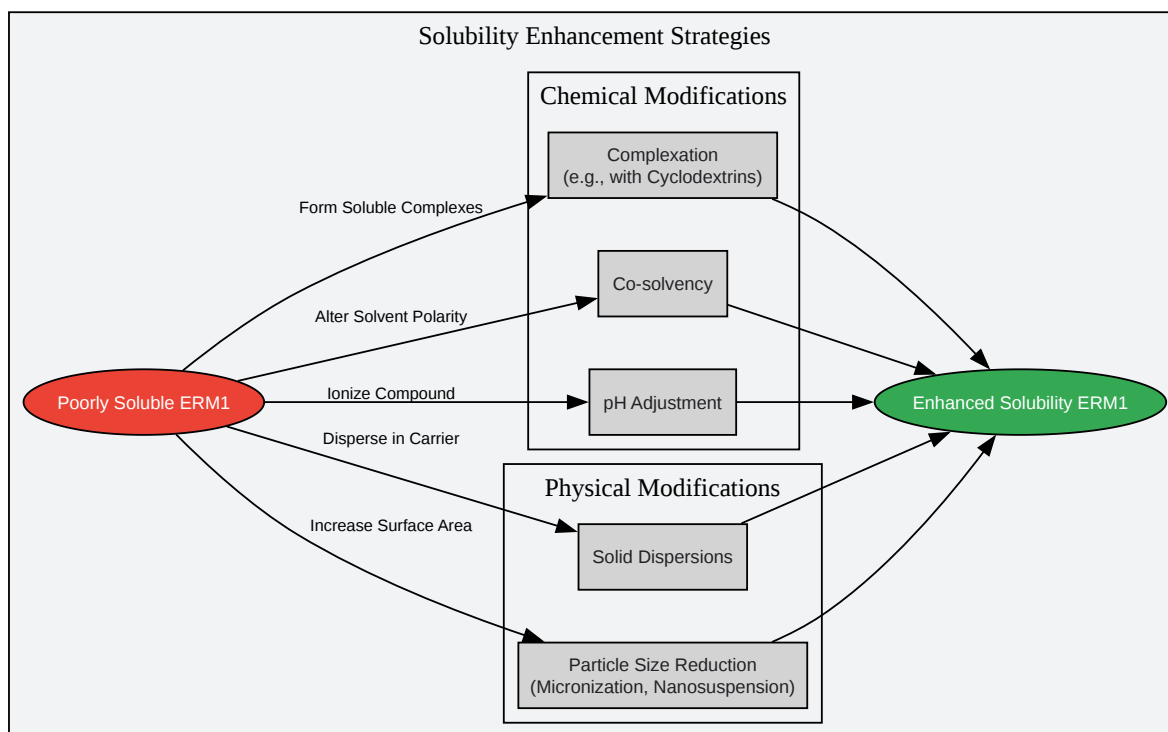 Solubility Enhancement Strategies
Chemical Modifications
Complexation
(e.g., with Cyclodextrins)
Form Soluble Complexes
Co-solvency
Alter Solvent Polarity
Ionize Compound
Poorly Soluble ERM1
pH Adjustment
Enhanced Solubility ERM1
Disperse in Carrier
Physical Modifications
Increase Surface Area
Solid Dispersions
Particle Size Reduction
(Micronization, Nanosuspension)